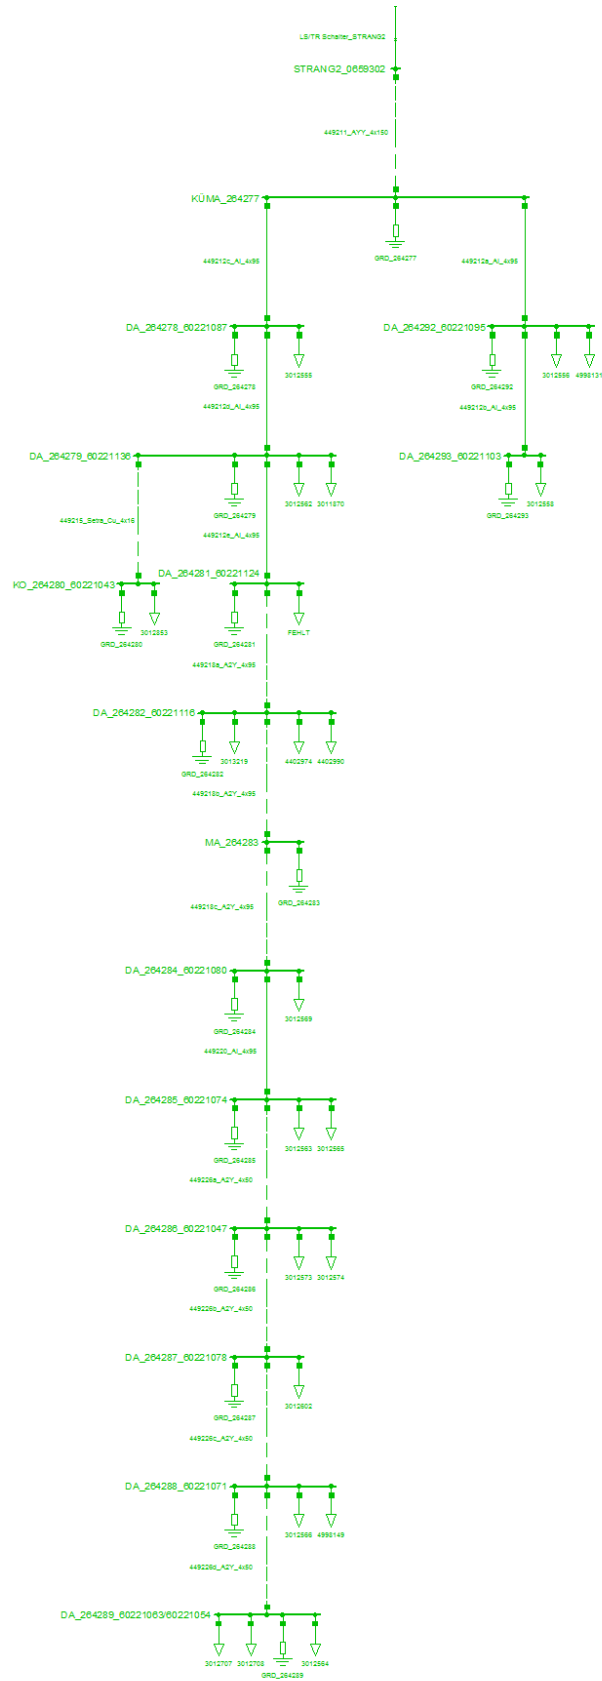 LS/TR Schalter_STRANG2
STRANG2_0659302
449211_AYY_4x150
KÜMA_264277
GRD_264277
449212c_Al_4x95
449212a_Al_4x95
DA_264278_60221087
DA_264292_60221095
GRD_264278
3012555
GRD_264292
3012556
4998131
449212d_Al_4x95
449212b_Al_4x95
DA_264279_60221136
DA_264293_60221103
GRD_264279
3012562
3011870
GRD_264293
3012558
449215_Setra_Cu_4x16
449212e_Al_4x95
DA_264281_60221124
KO_264280_60221043
GRD_264280
3012853
GRD_264281
FEHLT
449218a_A2Y_4x95
DA_264282_60221116
GRD_264282
3013219
4402974
4402990
449218b_A2Y_4x95
MA_264283
GRD_264283
449218c_A2Y_4x95
DA_264284_60221080
GRD_264284
3012569
449220_Al_4x95
DA_264285_60221074
GRD_264285
3012563
3012565
449226a_A2Y_4x50
DA_264286_60221047
GRD_264286
3012573
3012574
449226b_A2Y_4x50
DA_264287_60221078
GRD_264287
3012602
449226c_A2Y_4x50
DA_264288_60221071
GRD_264288
3012566
4998149
449226d_A2Y_4x50
DA_264289_60221063/60221054
3012707
3012708
GRD_264289
3012564